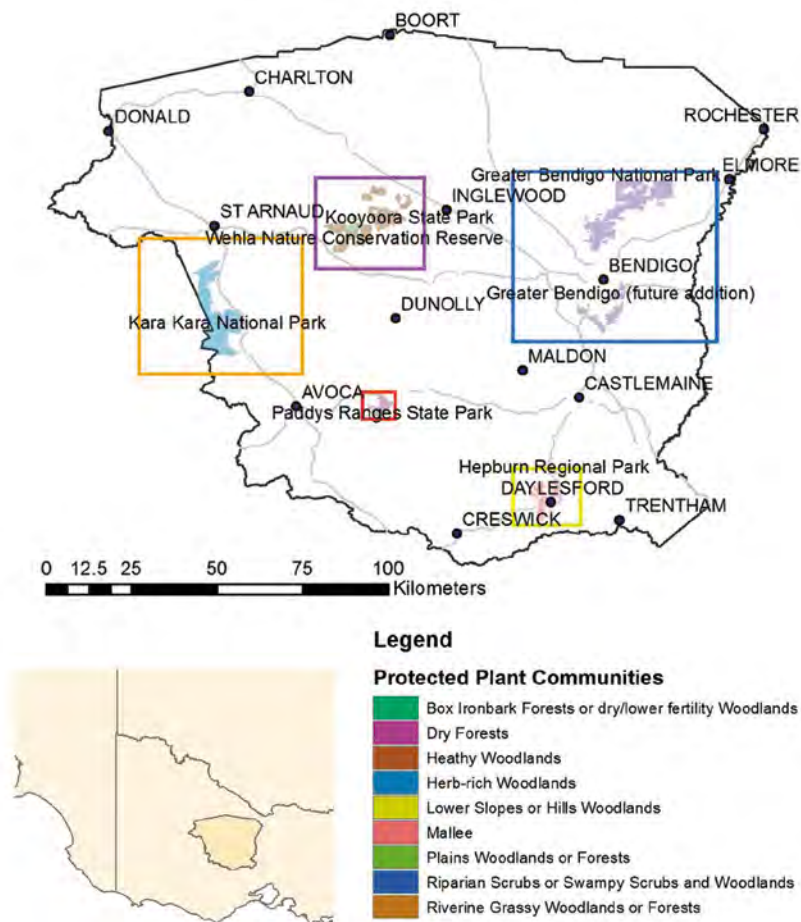 BOORT
CHARLTON
DONALD
ROCHESTER
Greater Bendigo National Park
ELMORE
INGLEWOOD
ST ARNAUD
Kooyoora State Park
Wehla Nature Conservation Reserve
BENDIGO
Greater Bendigo (future addition)
DUNOLLY
Kara Kara National Park
MALDON
AVOCA
CASTLEMAINE
Paddys Ranges State Park
Hepburn Regional Park
DAYLESFORD
TRENTHAM
CRESWICK
0 12.5 25 50 75 100
Kilometers
Legend
Protected Plant Communities
Box Ironbark Forests or dry/lower fertility Woodlands
Dry Forests
Heathy Woodlands
Herb-rich Woodlands
Lower Slopes or Hills Woodlands
Mallee
Plains Woodlands or Forests
Riparian Scrubs or Swampy Scrubs and Woodlands
Riverine Grassy Woodlands or Forests